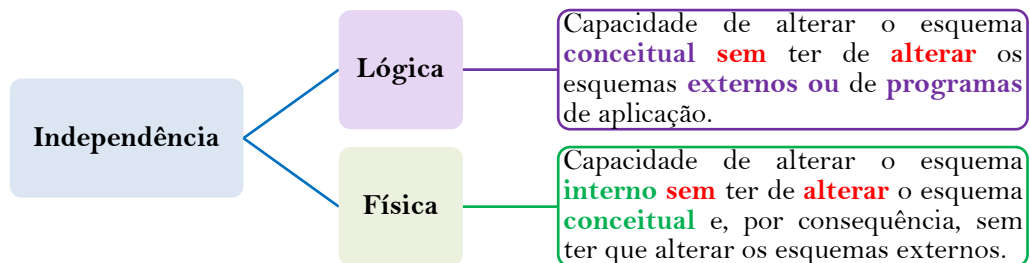 Independência
Lógica
Capacidade de alterar o esquema
conceitual sem ter de alterar os
esquemas externos ou de programas
de aplicação.
Física
Capacidade de alterar o esquema
interno sem ter de alterar o esquema
conceitual e, por consequência, sem
ter que alterar os esquemas externos.